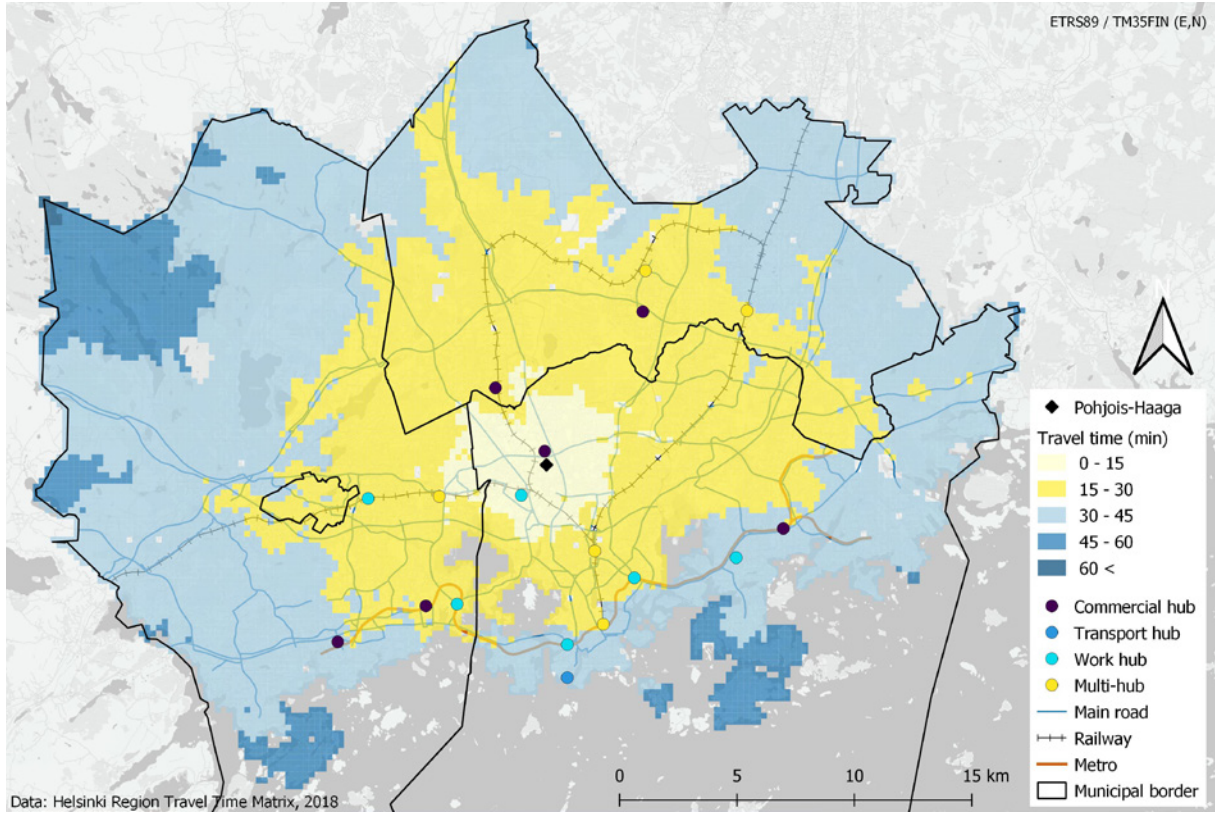 ETRS89 / TM35FIN (E,N)
N
Pohjois-Haaga
Travel time (min)
0 - 15
15 - 30
30 - 45
45 - 60
60 <
Commercial hub
Transport hub
Work hub
Multi-hub
Main road
Railway
Metro
Municipal border
0 5 10 15 km
Data: Helsinki Region Travel Time Matrix, 2018